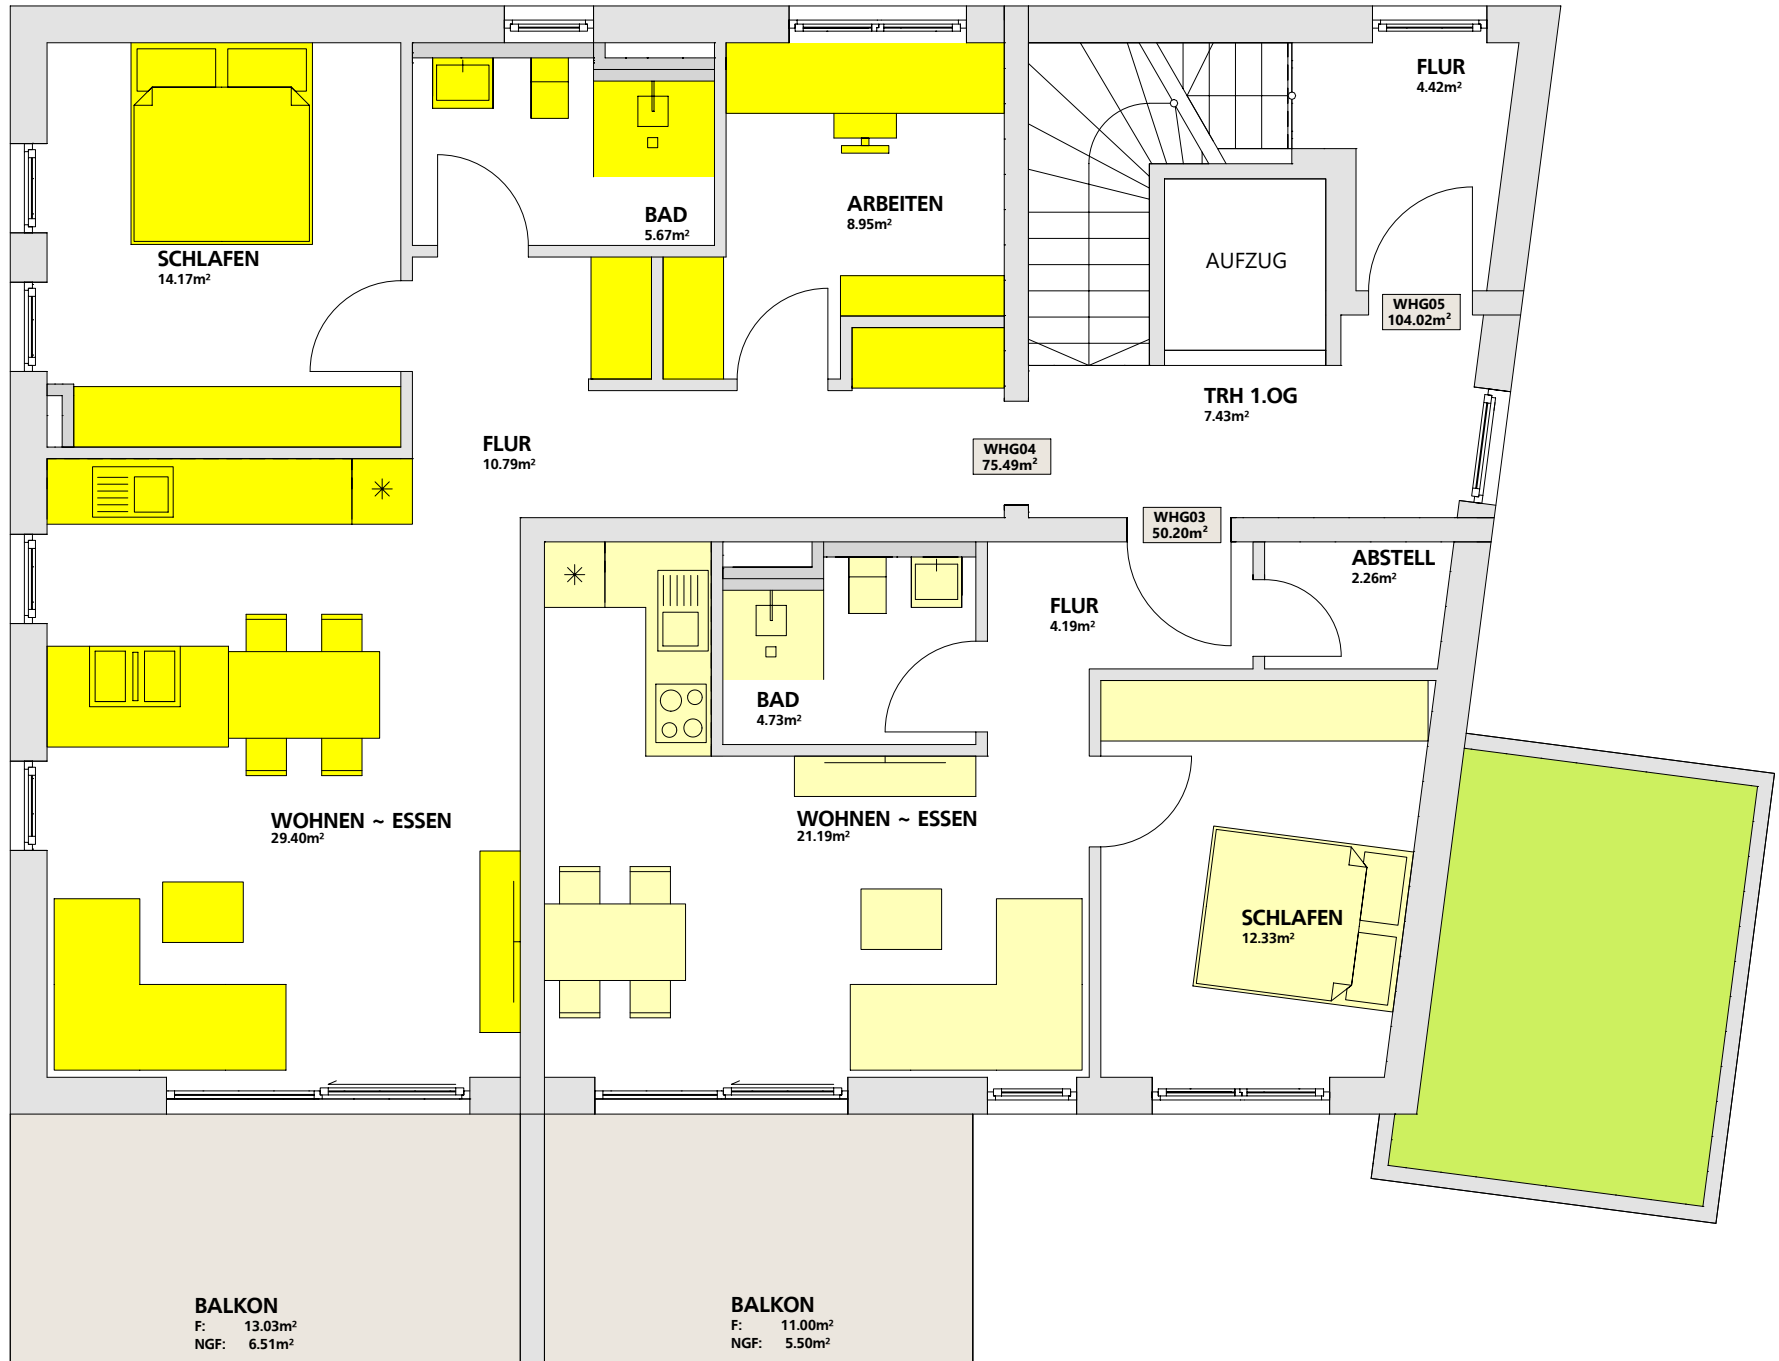 FLUR
4.42m²
BAD
5.67m²
ARBEITEN
8.95m²
SCHLAFEN
14.17m²
AUFZUG
WHG05
104.02m²
TRH 1.OG
7.43m²
FLUR
10.79m²
WHG04
75.49m²
WHG03
50.20m²
ABSTELL
2.26m²
FLUR
4.19m²
BAD
4.73m²
WOHNEN ~ ESSEN
29.40m²
WOHNEN ~ ESSEN
21.19m²
SCHLAFEN
12.33m²
BALKON
F: 13.03m²
NGF: 6.51m²
BALKON
F: 11.00m²
NGF: 5.50m²